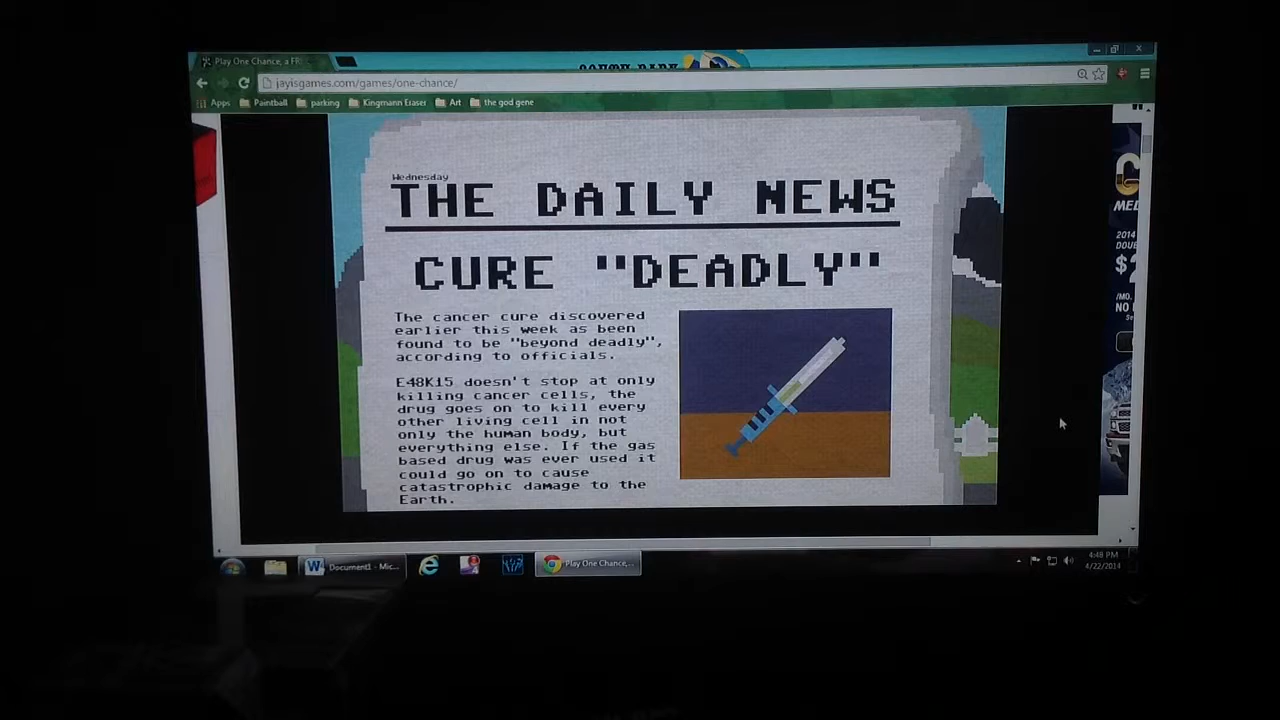 Play One Chance, a FR
jayisgames.com/games/one-chance/
Apps Paintball parking Kingmann Eraser Art the god gene
Wednesday
THE DAILY NEWS
CURE "DEADLY"
The cancer cure discovered
earlier this week as been
found to be "beyond deadly",
according to officials.
E48K15 doesn't stop at only
killing cancer cells, the
drug goes on to kill every
other living cell in not
only the human body, but
everything else. If the gas
based drug was ever used it
could go on to cause
catastrophic damage to the
Earth.
MED
2014
DOUB
$
/MO.
NO
Document1 - Mic...
Play One Chance,...
4:48 PM
4/22/2014